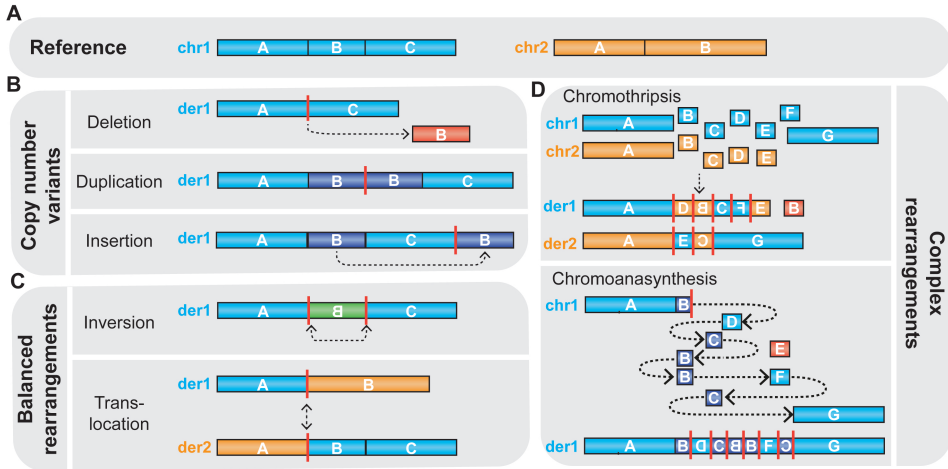 A
Reference
chr1 A B C
chr2 A B
B
Copy number
variants
Deletion
der1 A C
B
Duplication
der1 A B B C
Insertion
der1 A B C B
C
Balanced
rearrangements
Inversion
der1 A B C
Trans-
location
der1 A B
der2 A B C
D
Complex
rearrangements
Chromothripsis
chr1 A B C D E F G
chr2 A B C D E
der1 A D B C F E B
der2 A E C G
Chromoanasynthesis
chr1 A B
D
C
B E
B F
C
G
der1 A B D C B B F C G